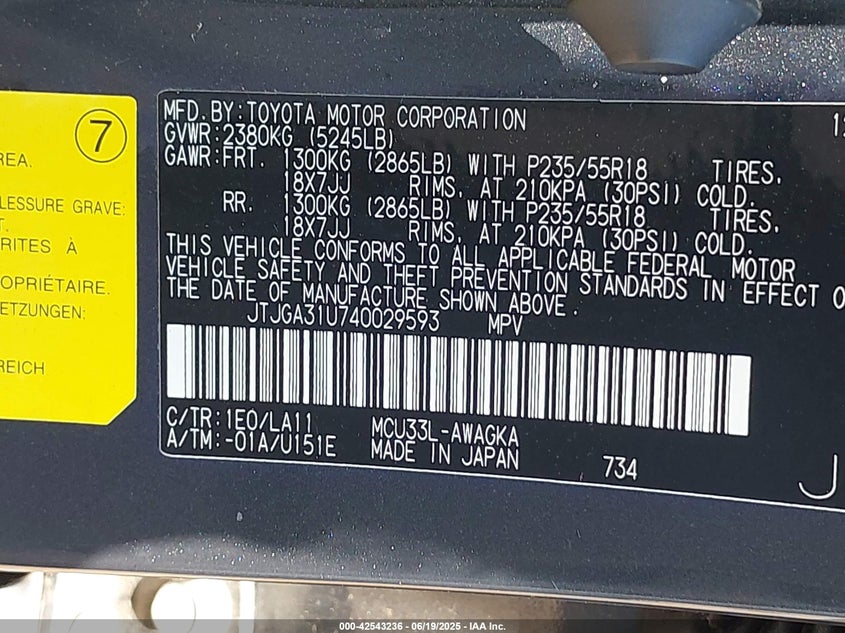 7
REA.
LESSURE GRAVE:
T.
RITES À
OPRIÉTAIRE.
ETZUNGEN:
REICH
MFD.BY:TOYOTA MOTOR CORPORATION
GVWR:2380KG (5245LB)
GAWR:FRT. 1300KG (2865LB) WITH P235/55R18 TIRES.
18X7JJ RIMS, AT 210KPA (30PSI) COLD.
RR. 1300KG (2865LB) WITH P235/55R18 TIRES.
18X7JJ RIMS, AT 210KPA (30PSI) COLD.
THIS VEHICLE CONFORMS TO ALL APPLICABLE FEDERAL MOTOR
VEHICLE SAFETY AND THEFT PREVENTION STANDARDS IN EFFECT O
THE DATE OF MANUFACTURE SHOWN ABOVE.
JTJGA31U740029593 MPV
C/TR:1E0/LA11 MCU33L-AWAGKA
A/TM:-01A/U151E MADE IN JAPAN 734
J
000-42543236 - 06/19/2025 - IAA Inc.